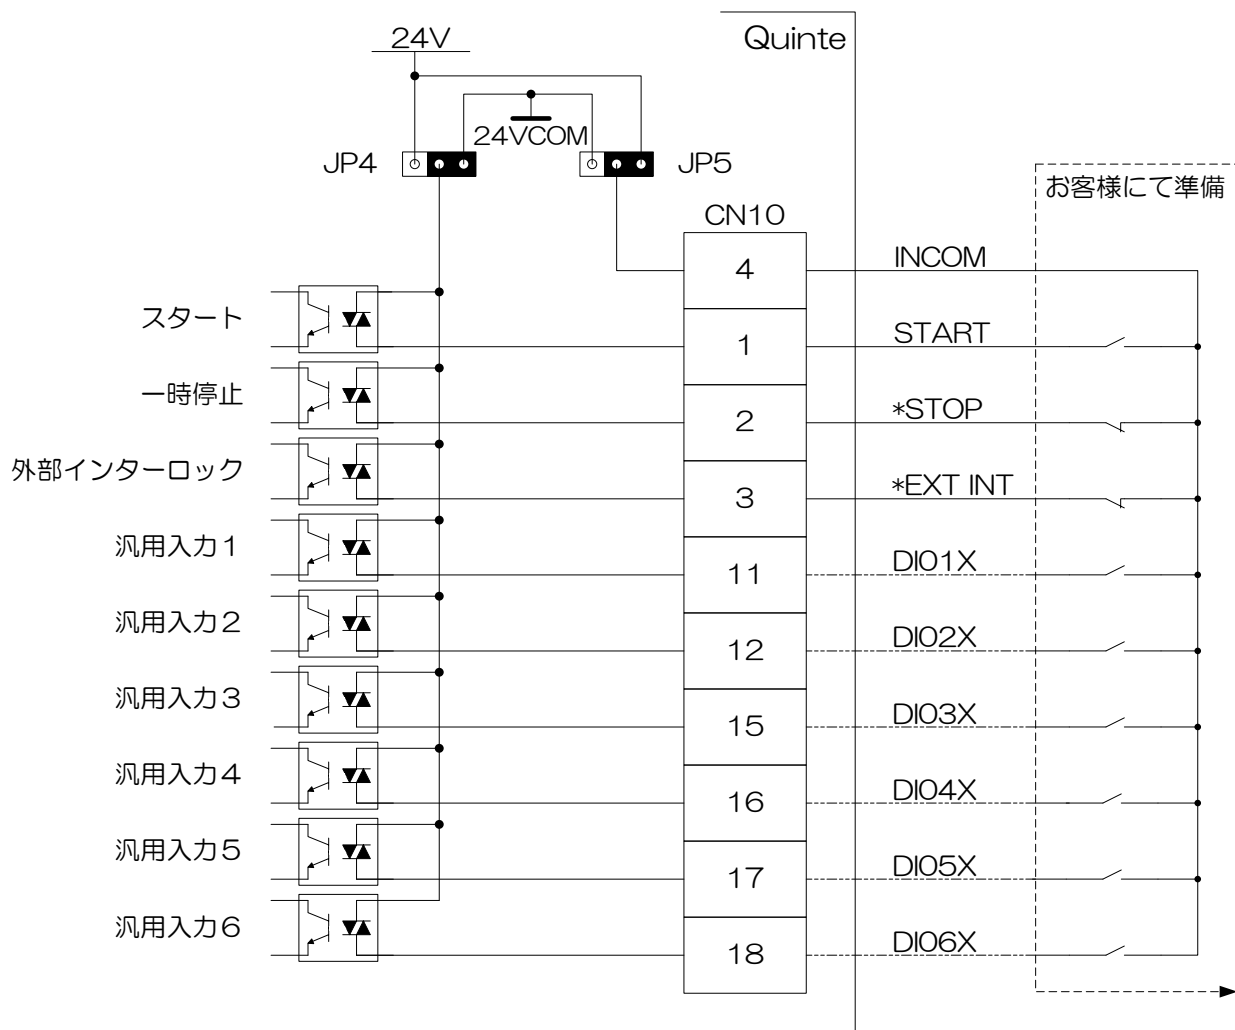 24V
Quinte
24VCOM
JP4
JP5
お客様にて準備
CN10
4
INCOM
スタート
1
START
一時停止
2
*STOP
外部インターロック
3
*EXT INT
汎用入力1
11
DI01X
汎用入力2
12
DI02X
汎用入力3
15
DI03X
汎用入力4
16
DI04X
汎用入力5
17
DI05X
汎用入力6
18
DI06X